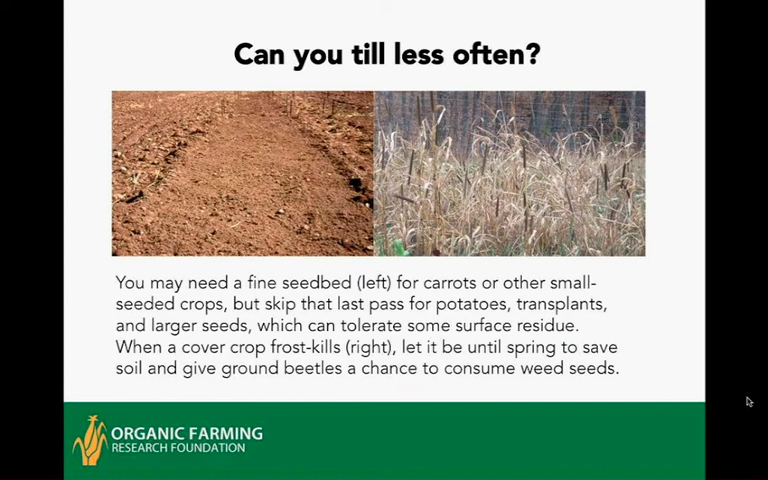 Can you till less often?
You may need a fine seedbed (left) for carrots or other small-
seeded crops, but skip that last pass for potatoes, transplants,
and larger seeds, which can tolerate some surface residue.
When a cover crop frost-kills (right), let it be until spring to save
soil and give ground beetles a chance to consume weed seeds.
ORGANIC FARMING
RESEARCH FOUNDATION